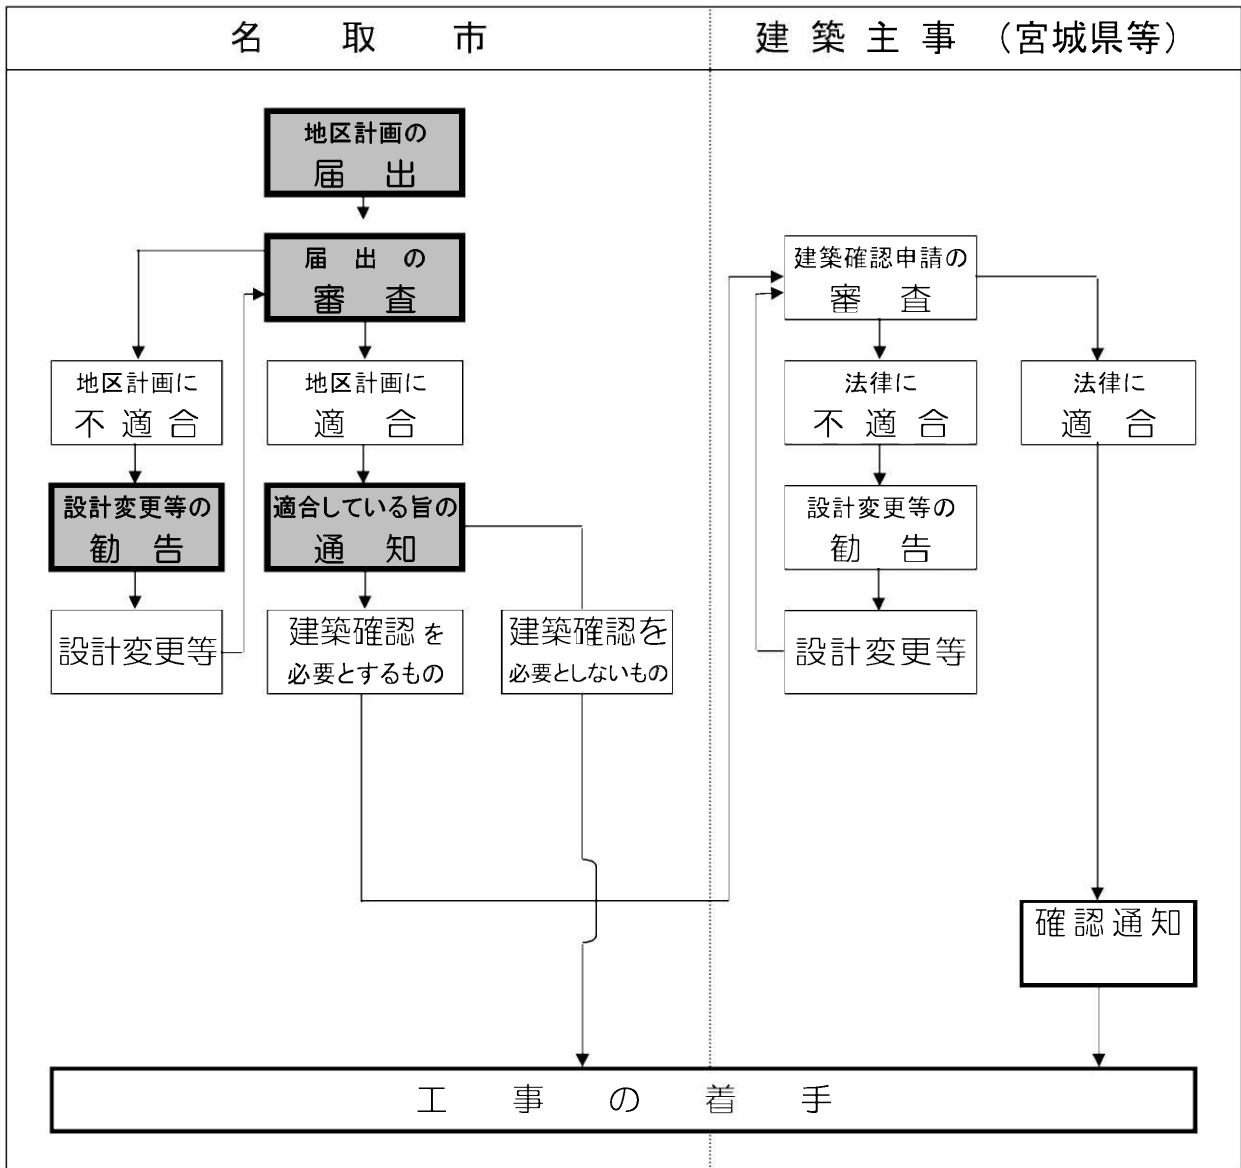 名取市
建築主事（宮城県等）
地区計画の
届出
届出の
審査
地区計画に
不適合
地区計画に
適合
設計変更等の
勧告
適合している旨の
通知
設計変更等
建築確認を
必要とするもの
建築確認を
必要としないもの
建築確認申請の
審査
法律に
不適合
法律に
適合
設計変更等の
勧告
設計変更等
確認通知
工事の着手